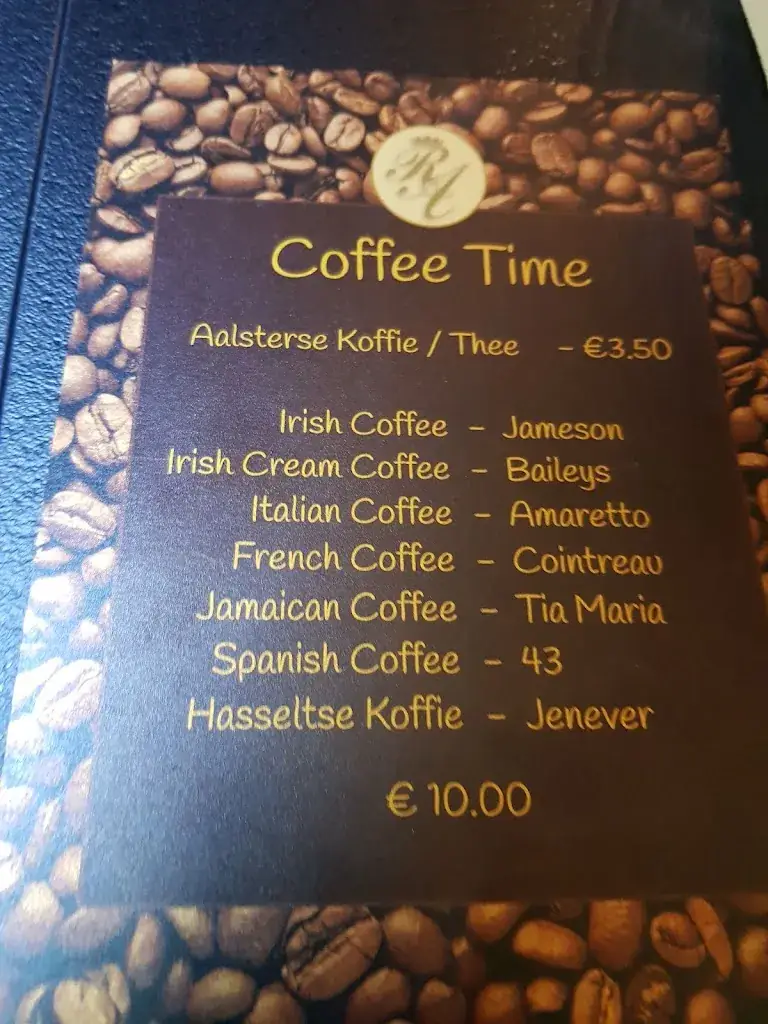 RA
Coffee Time
Aalsterse Koffie / Thee - €3.50
Irish Coffee - Jameson
Irish Cream Coffee - Baileys
Italian Coffee - Amaretto
French Coffee - Cointreau
Jamaican Coffee - Tia Maria
Spanish Coffee - 43
Hasseltse Koffie - Jenever
€ 10.00